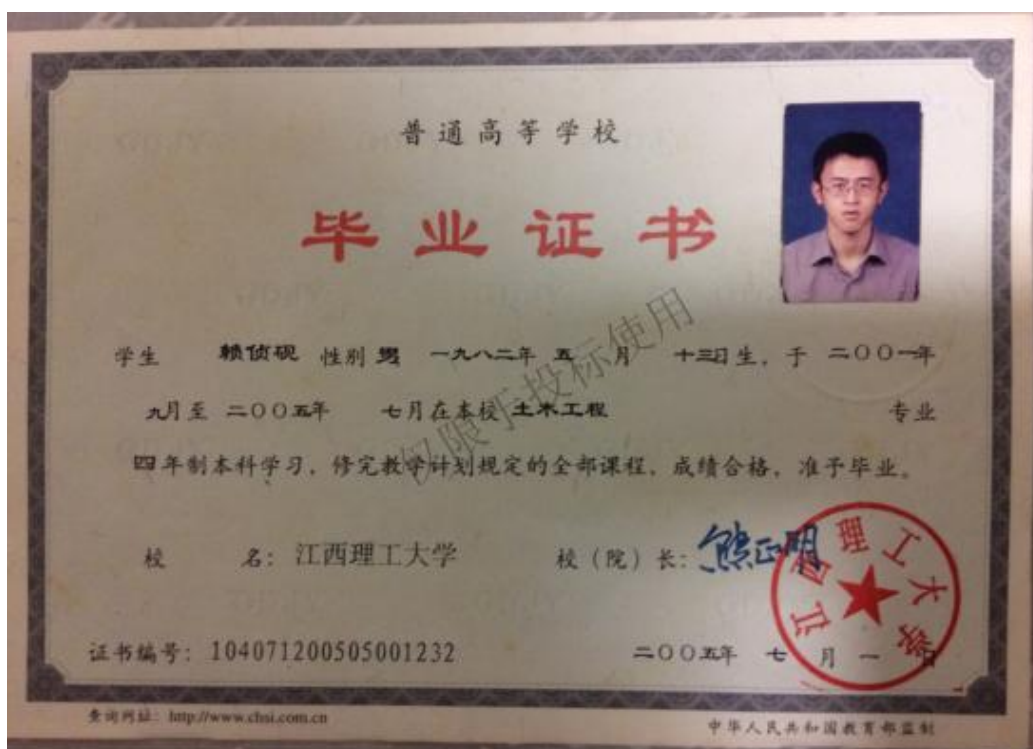 普通高等学校
毕业证书
学生 赖侦砚 性别 男 一九八二年 五 月 十三日生，于 二〇〇一年
九月至 二〇〇五年 七月在本校 土木工程 专业
四年制本科学习，修完教学计划规定的全部课程，成绩合格，准予毕业。
仅限于投标使用
校 名：江西理工大学 校（院）长：熊正明
江西理工大学
证书编号：104071200505001232 二〇〇五年 七 月 一 日
查询网址：http://www.chsi.com.cn 中华人民共和国教育部监制